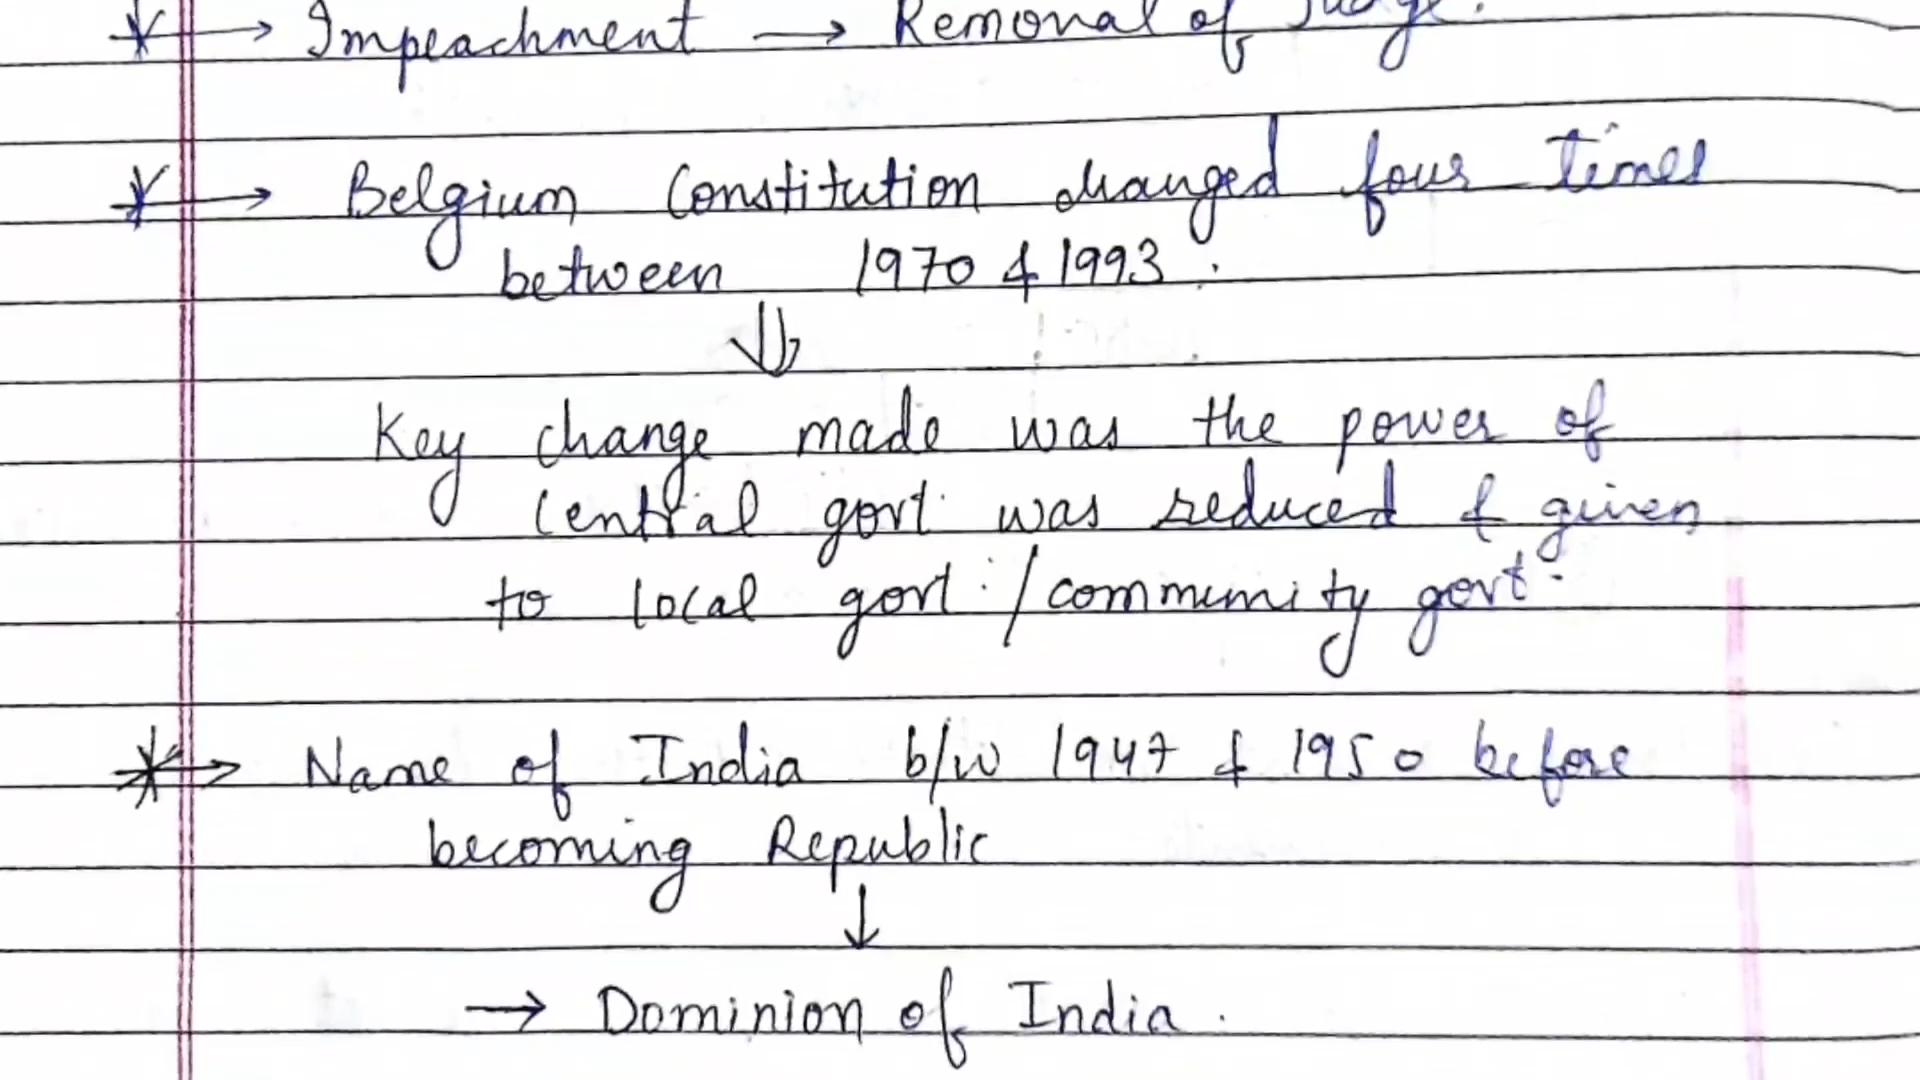 * → Impeachment → Removal of Judge.
* → Belgium Constitution changed four times
between 1970 & 1993.
⇓
Key change made was the power of
Central govt. was reduced & given
to local govt. / community govt.
* → Name of India b/w 1947 & 1950 before
becoming Republic
↓
→ Dominion of India.